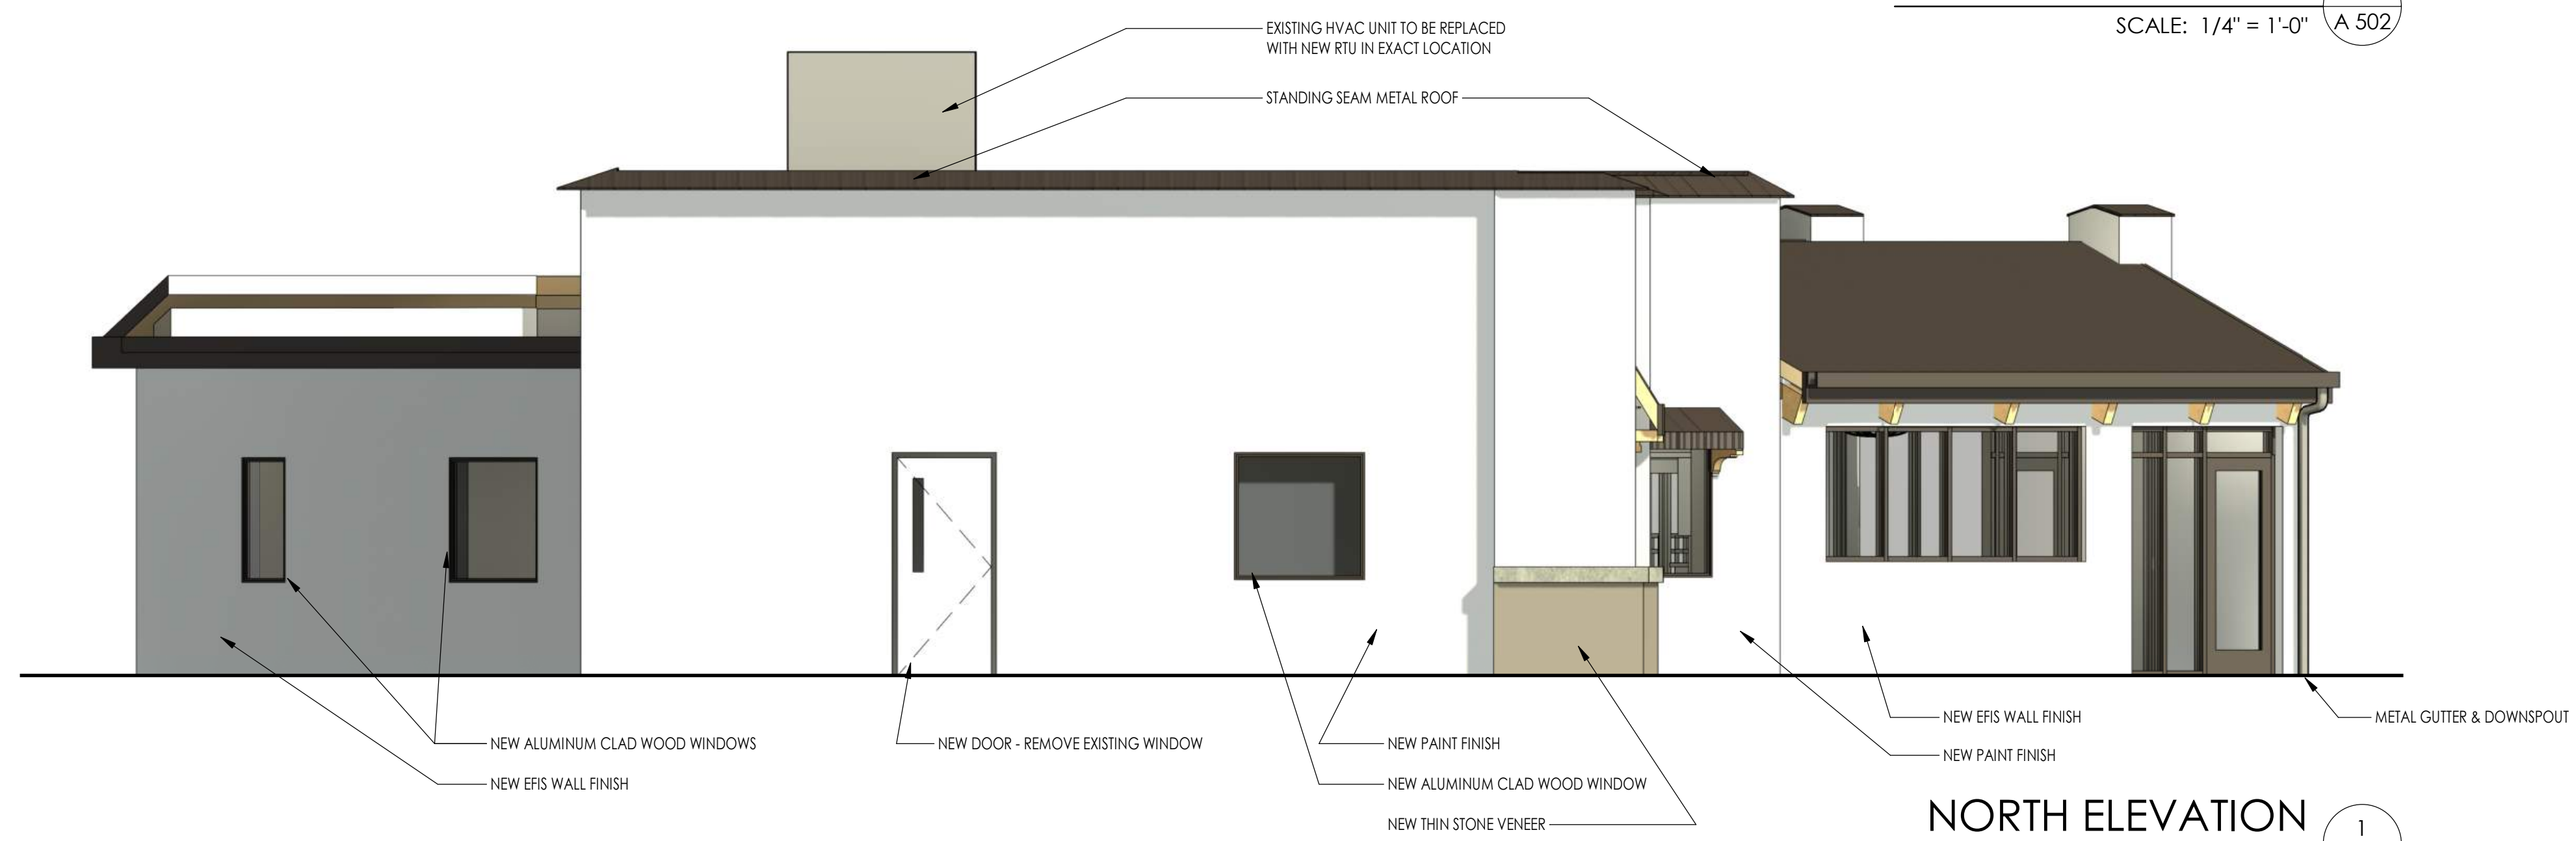 SCALE: 1/4" = 1'-0"
A 502
EXISTING HVAC UNIT TO BE REPLACED
WITH NEW RTU IN EXACT LOCATION
STANDING SEAM METAL ROOF
NEW ALUMINUM CLAD WOOD WINDOWS
NEW EFIS WALL FINISH
NEW DOOR - REMOVE EXISTING WINDOW
NEW PAINT FINISH
NEW ALUMINUM CLAD WOOD WINDOW
NEW THIN STONE VENEER
NEW EFIS WALL FINISH
NEW PAINT FINISH
METAL GUTTER & DOWNSPOUT
NORTH ELEVATION
1